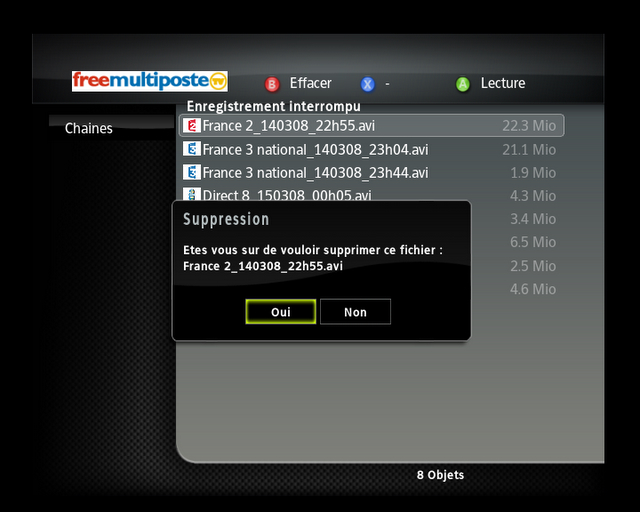 freemultiposte TV
B Effacer
X -
A Lecture
Enregistrement interrompu
Chaines
France 2_140308_22h55.avi 22.3 Mio
France 3 national_140308_23h04.avi 21.1 Mio
France 3 national_140308_23h44.avi 1.9 Mio
Direct 8_150308_00h05.avi 4.3 Mio
3.4 Mio
6.5 Mio
2.5 Mio
4.6 Mio
Suppression
Etes vous sur de vouloir supprimer ce fichier :
France 2_140308_22h55.avi
Oui Non
8 Objets